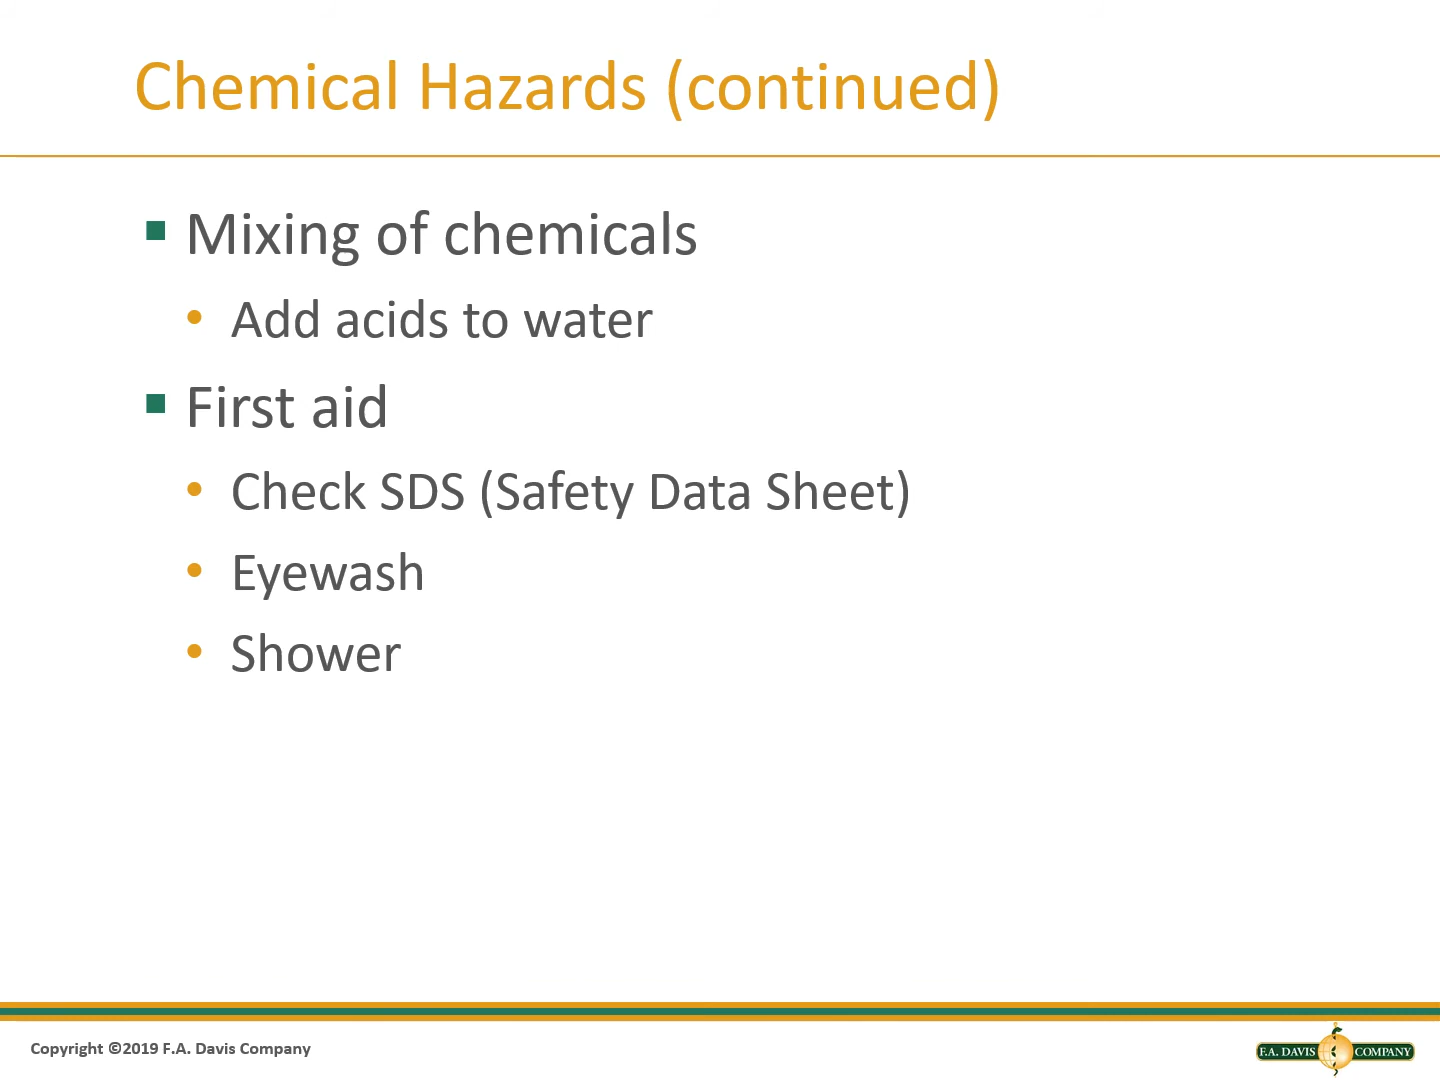 Chemical Hazards (continued)
Mixing of chemicals
Add acids to water
First aid
Check SDS (Safety Data Sheet)
Eyewash
Shower
Copyright ©2019 F.A. Davis Company
F.A. DAVIS COMPANY